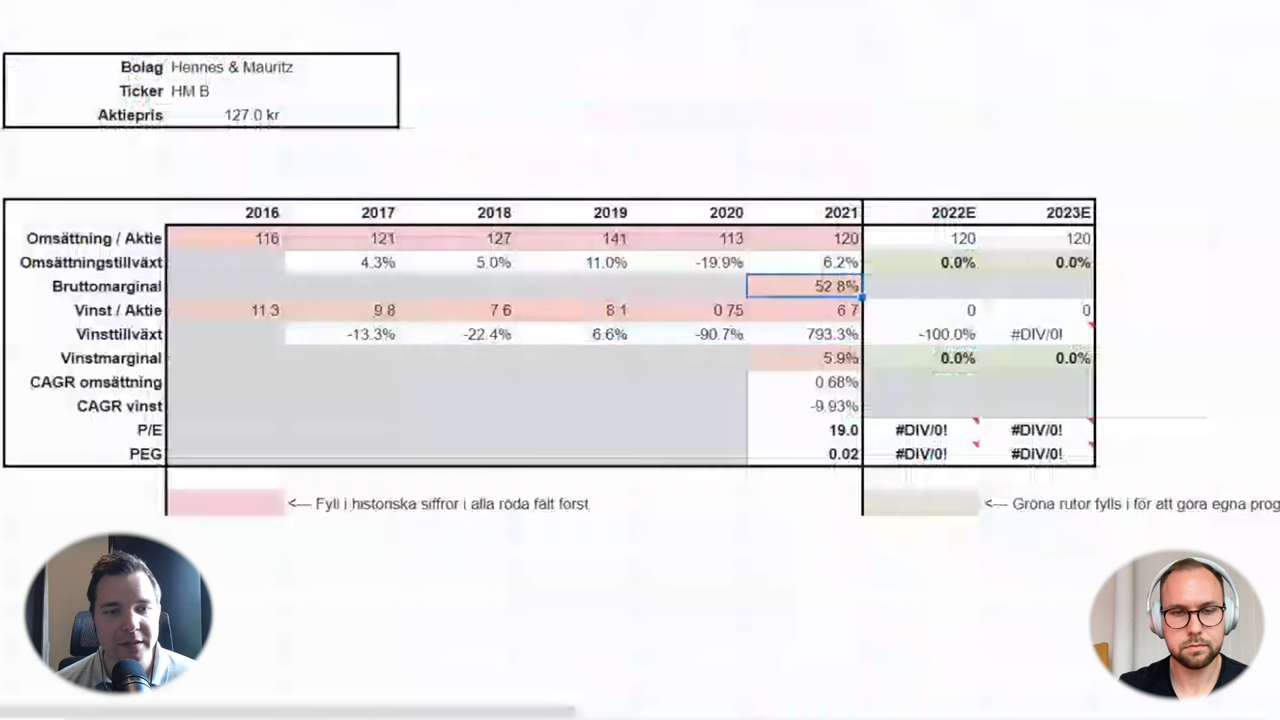 Bolag Hennes & Mauritz
Ticker HM B
Aktiepris 127.0 kr
2016 2017 2018 2019 2020 2021 2022E 2023E
Omsättning / Aktie 116 121 127 141 113 120 120 120
Omsättningstillväxt 4.3% 5.0% 11.0% -19.9% 6.2% 0.0% 0.0%
Bruttomarginal 52.8%
Vinst / Aktie 11.3 9.8 7.6 8.1 0.75 6.7 0 0
Vinsttillväxt -13.3% -22.4% 6.6% -90.7% 793.3% -100.0% #DIV/0!
Vinstmarginal 5.9% 0.0% 0.0%
CAGR omsättning 0.68%
CAGR vinst -9.93%
P/E 19.0 #DIV/0! #DIV/0!
PEG 0.02 #DIV/0! #DIV/0!
<--- Fyll i historiska siffror i alla röda fält först <--- Gröna rutor fylls i för att göra egna prog